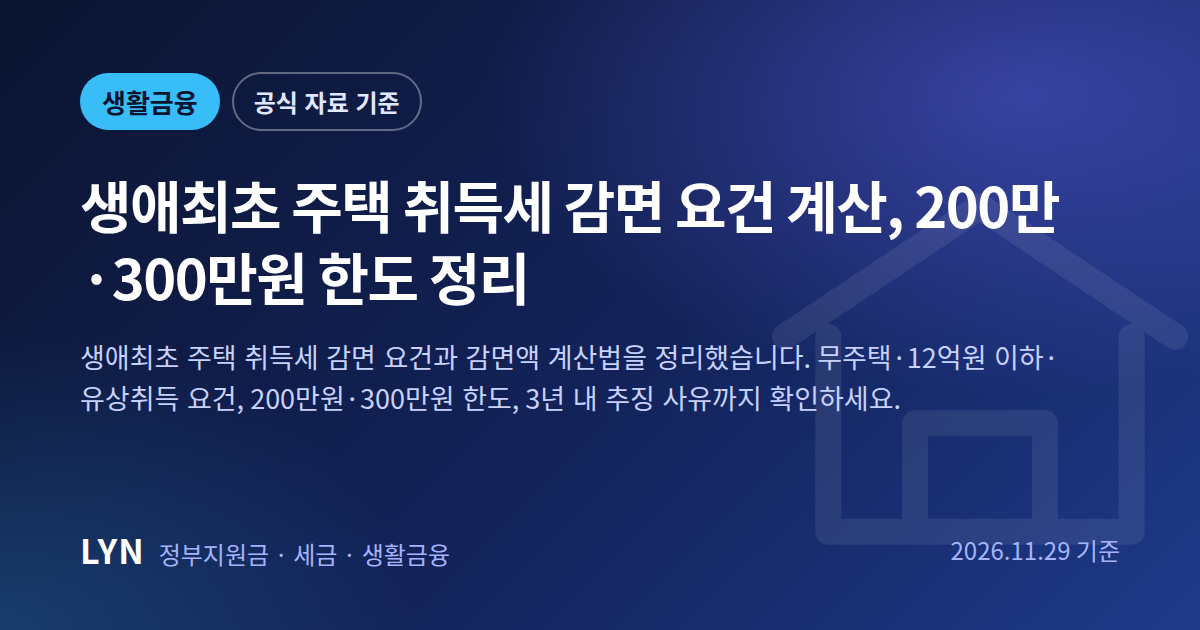 생활금융
공식 자료 기준
생애최초 주택 취득세 감면 요건 계산, 200만
·300만원 한도 정리
생애최초 주택 취득세 감면 요건과 감면액 계산법을 정리했습니다. 무주택·12억원 이하·
유상취득 요건, 200만원·300만원 한도, 3년 내 추징 사유까지 확인하세요.
LYN 정부지원금 · 세금 · 생활금융
2026.11.29 기준